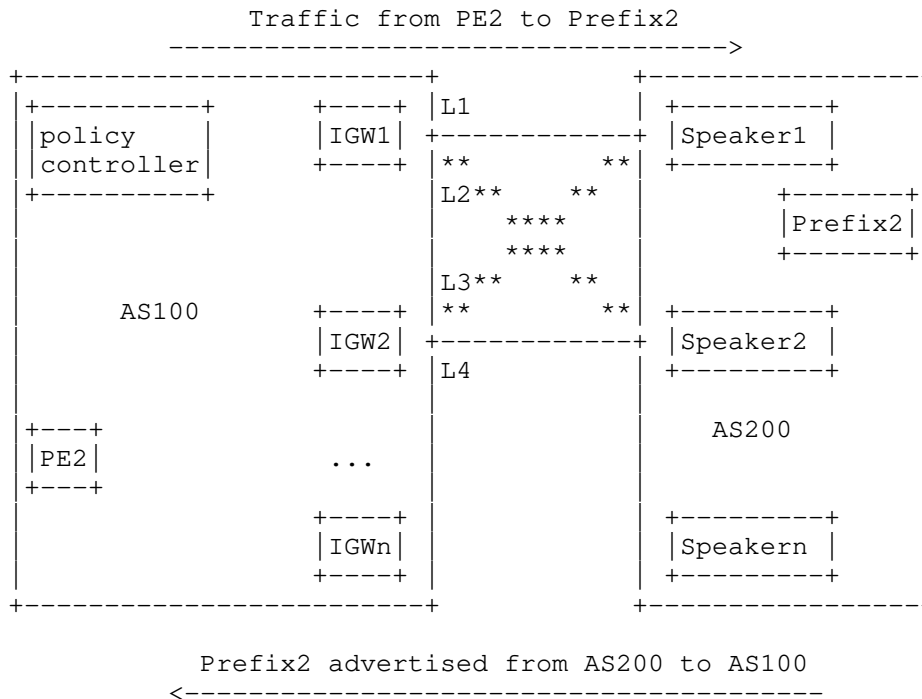 Traffic from PE2 to Prefix2
L1
policy controller
IGW1
Speaker1
L2
Prefix2
L3
AS100
IGW2
Speaker2
L4
AS200
PE2
...
IGWn
Speakern
Prefix2 advertised from AS200 to AS100